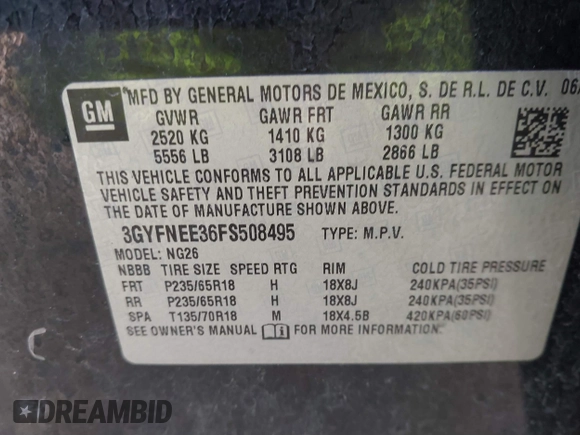 GM
MFD BY GENERAL MOTORS DE MEXICO, S. DE R.L. DE C.V. 06/
GVWR GAWR FRT GAWR RR
2520 KG 1410 KG 1300 KG
5556 LB 3108 LB 2866 LB
THIS VEHICLE CONFORMS TO ALL APPLICABLE U.S. FEDERAL MOTOR
VEHICLE SAFETY AND THEFT PREVENTION STANDARDS IN EFFECT ON
THE DATE OF MANUFACTURE SHOWN ABOVE.
3GYFNEE36FS508495 TYPE: M.P.V.
MODEL: NG26
NBBB TIRE SIZE SPEED RTG RIM COLD TIRE PRESSURE
FRT P235/65R18 H 18X8J 240KPA(35PSI)
RR P235/65R18 H 18X8J 240KPA(35PSI)
SPA T135/70R18 M 18X4.5B 420KPA(60PSI)
SEE OWNER'S MANUAL FOR MORE INFORMATION.
DREAMBID